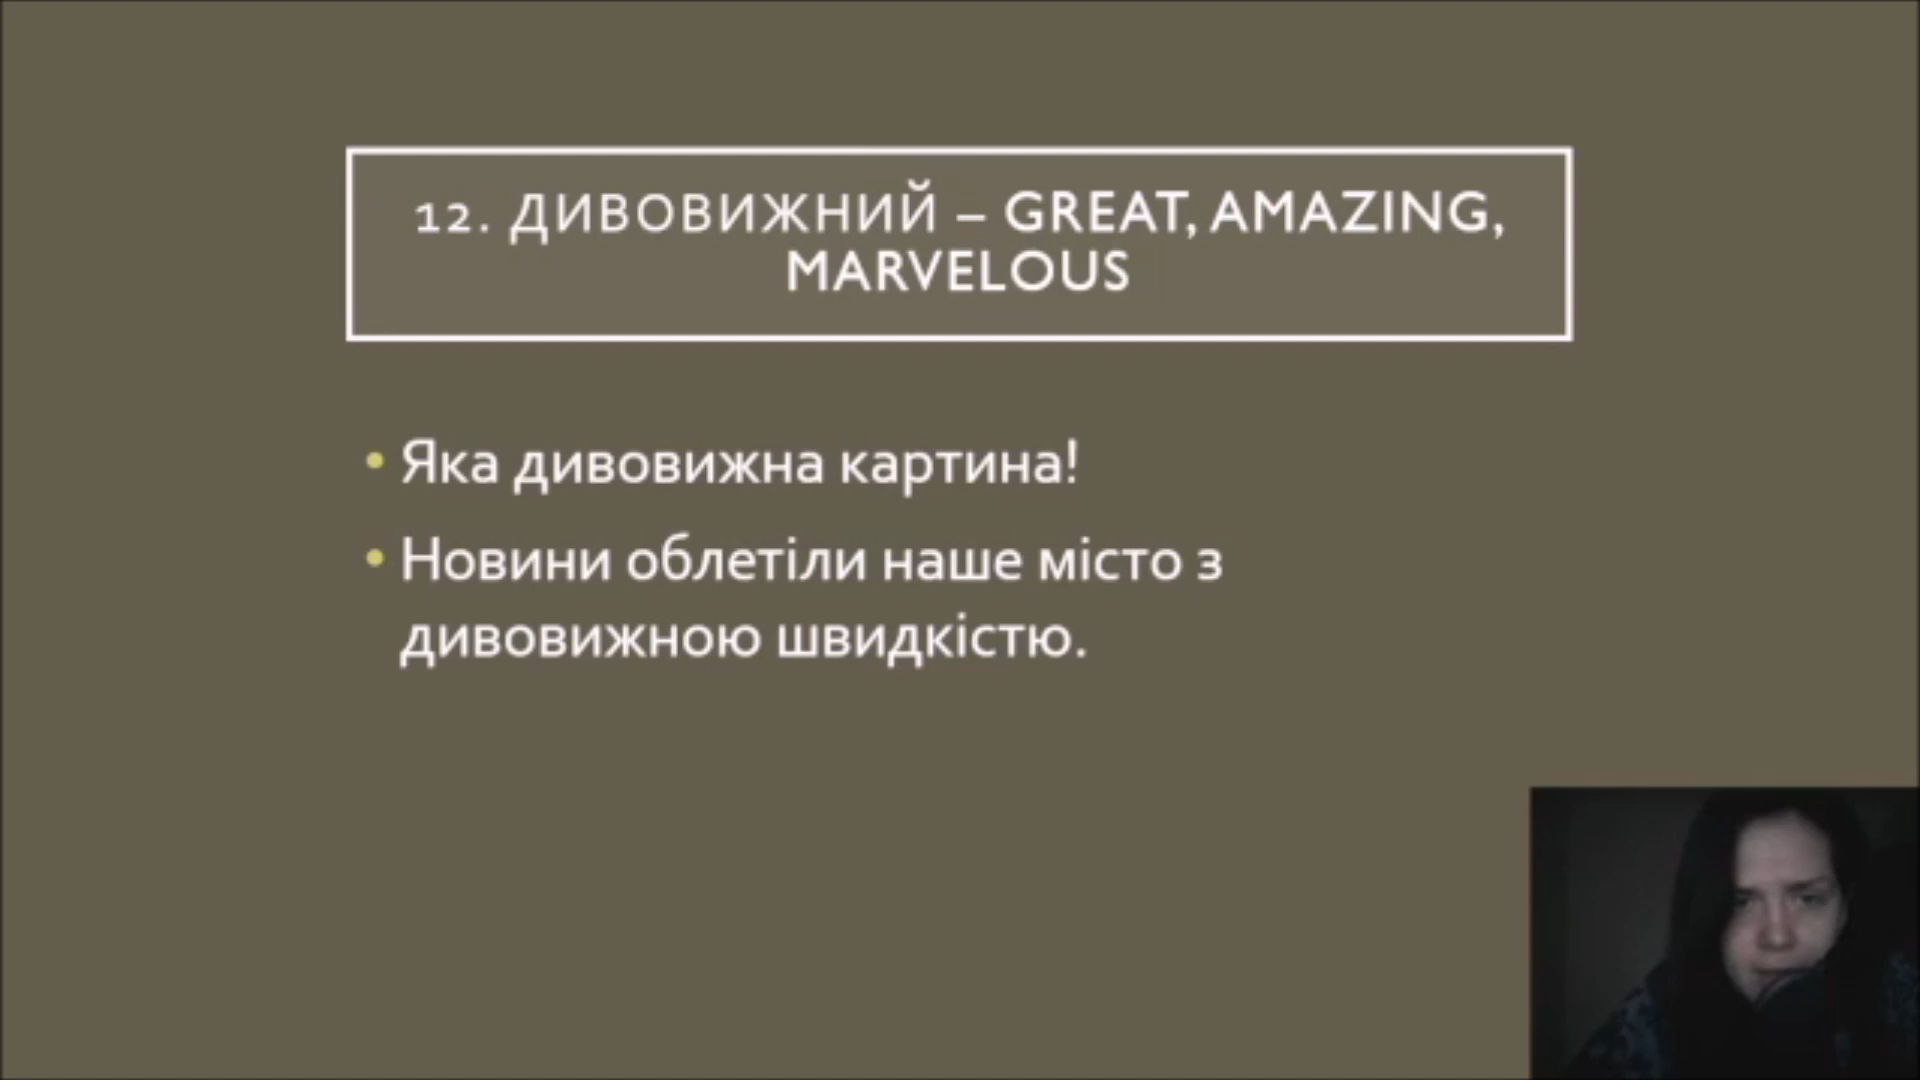 12. ДИВОВИЖНИЙ – GREAT, AMAZING,
MARVELOUS
• Яка дивовижна картина!
• Новини облетіли наше місто з
дивовижною швидкістю.